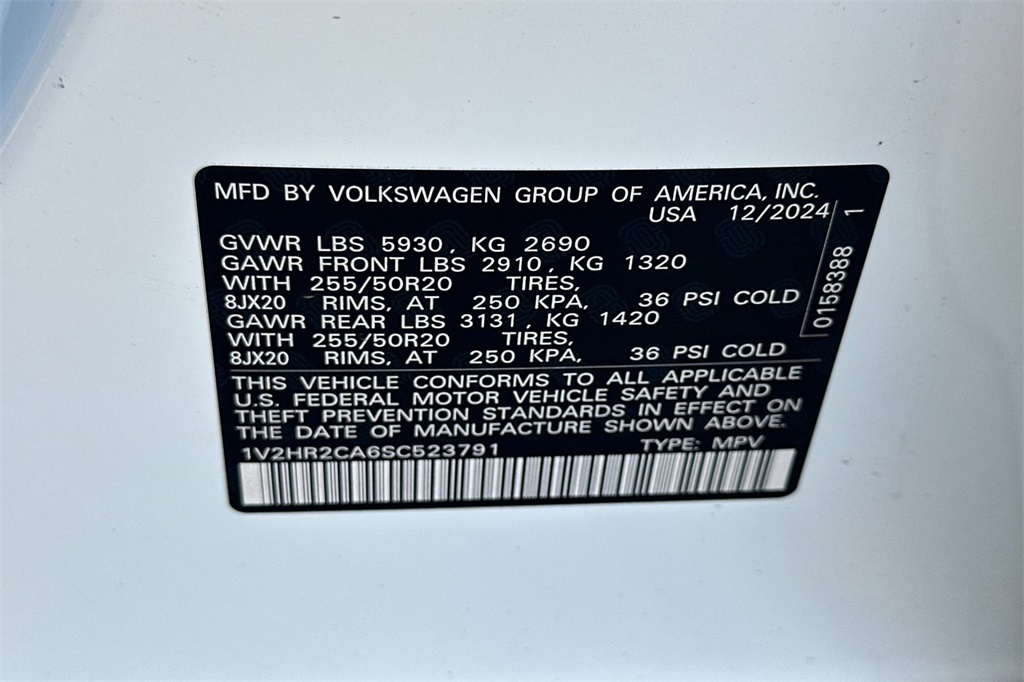 MFD BY VOLKSWAGEN GROUP OF AMERICA, INC.
USA 12/2024
GVWR LBS 5930, KG 2690
GAWR FRONT LBS 2910, KG 1320
WITH 255/50R20 TIRES,
8JX20 RIMS, AT 250 KPA, 36 PSI COLD
GAWR REAR LBS 3131, KG 1420
WITH 255/50R20 TIRES,
8JX20 RIMS, AT 250 KPA, 36 PSI COLD
THIS VEHICLE CONFORMS TO ALL APPLICABLE
U.S. FEDERAL MOTOR VEHICLE SAFETY AND
THEFT PREVENTION STANDARDS IN EFFECT ON
THE DATE OF MANUFACTURE SHOWN ABOVE.
1V2HR2CA6SC523791 TYPE: MPV
0158388 1